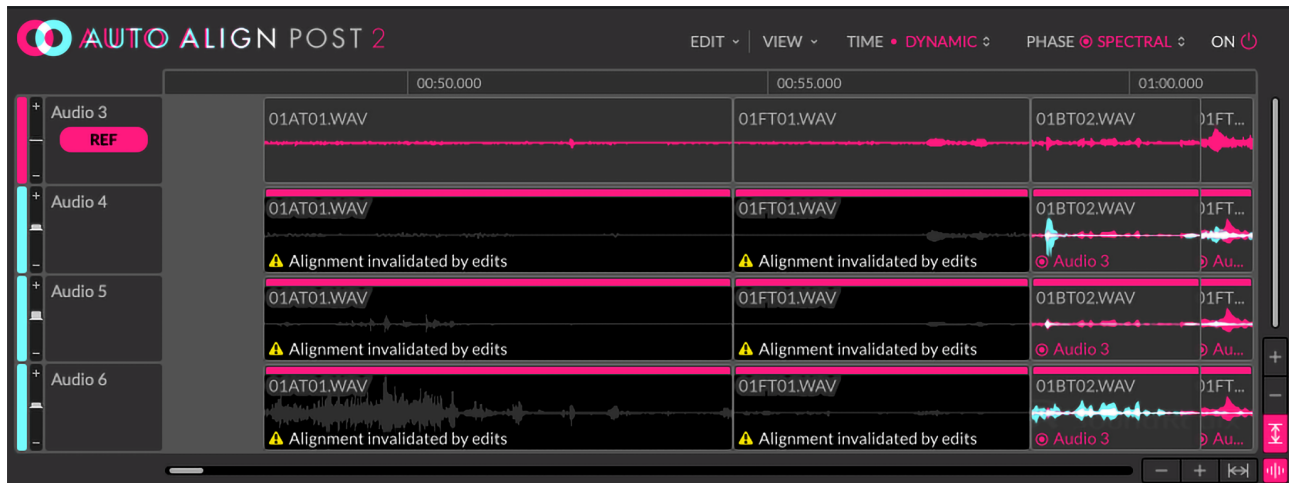 AUTO ALIGN POST 2
EDIT VIEW TIME • DYNAMIC PHASE SPECTRAL ON
00:50.000 00:55.000 01:00.000
Audio 3
REF
01AT01.WAV 01FT01.WAV 01BT02.WAV 01FT...
Audio 4
01AT01.WAV 01FT01.WAV 01BT02.WAV 01FT...
Alignment invalidated by edits Alignment invalidated by edits Audio 3 Au...
Audio 5
01AT01.WAV 01FT01.WAV 01BT02.WAV 01FT...
Alignment invalidated by edits Alignment invalidated by edits Audio 3 Au...
Audio 6
01AT01.WAV 01FT01.WAV 01BT02.WAV 01FT...
Alignment invalidated by edits Alignment invalidated by edits Audio 3 Au...